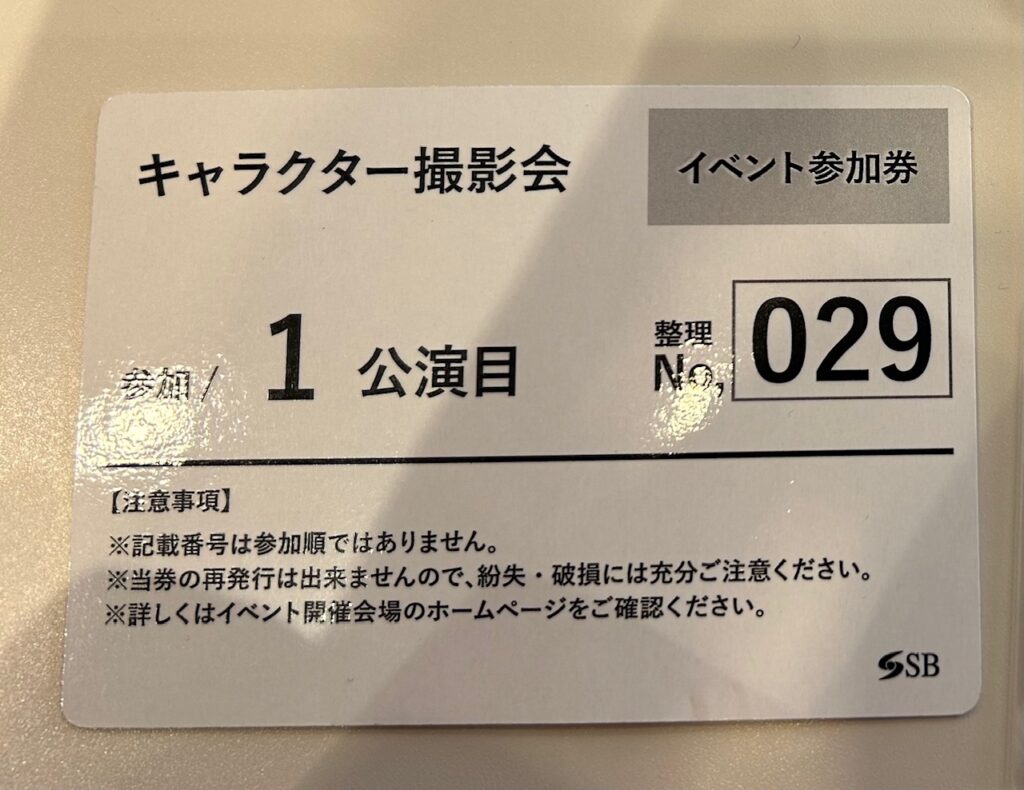 キャラクター撮影会
イベント参加券
参加/ 1 公演目
整理No, 029
【注意事項】
※記載番号は参加順ではありません。
※当券の再発行は出来ませんので、紛失・破損には充分ご注意ください。
※詳しくはイベント開催会場のホームページをご確認ください。
SB